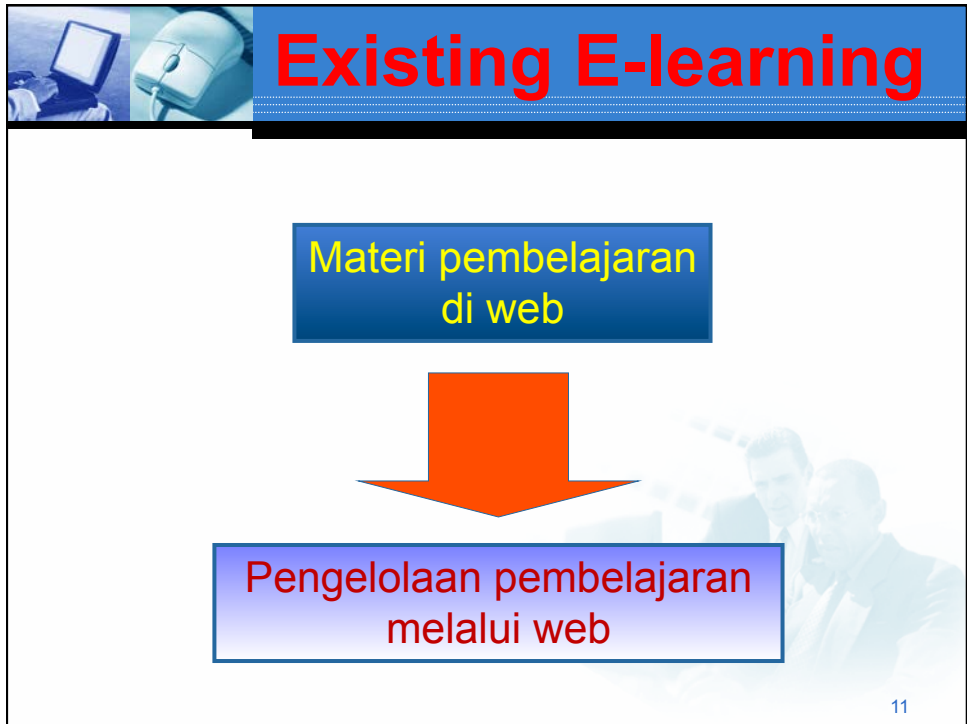 Existing E-learning
Materi pembelajaran
di web
Pengelolaan pembelajaran
melalui web
11